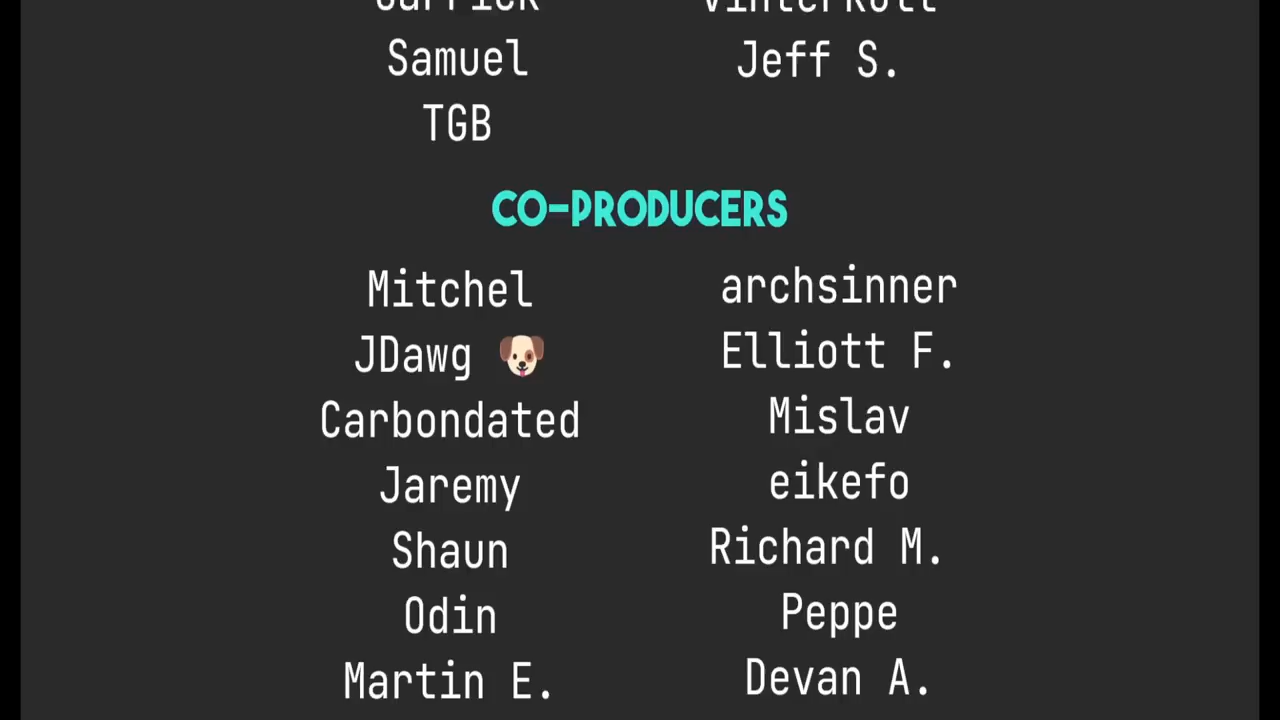 Samuel
Jeff S.
TGB
CO-PRODUCERS
Mitchel
archsinner
JDawg 🐶
Elliott F.
Carbondated
Mislav
Jaremy
eikefo
Shaun
Richard M.
Odin
Peppe
Martin E.
Devan A.